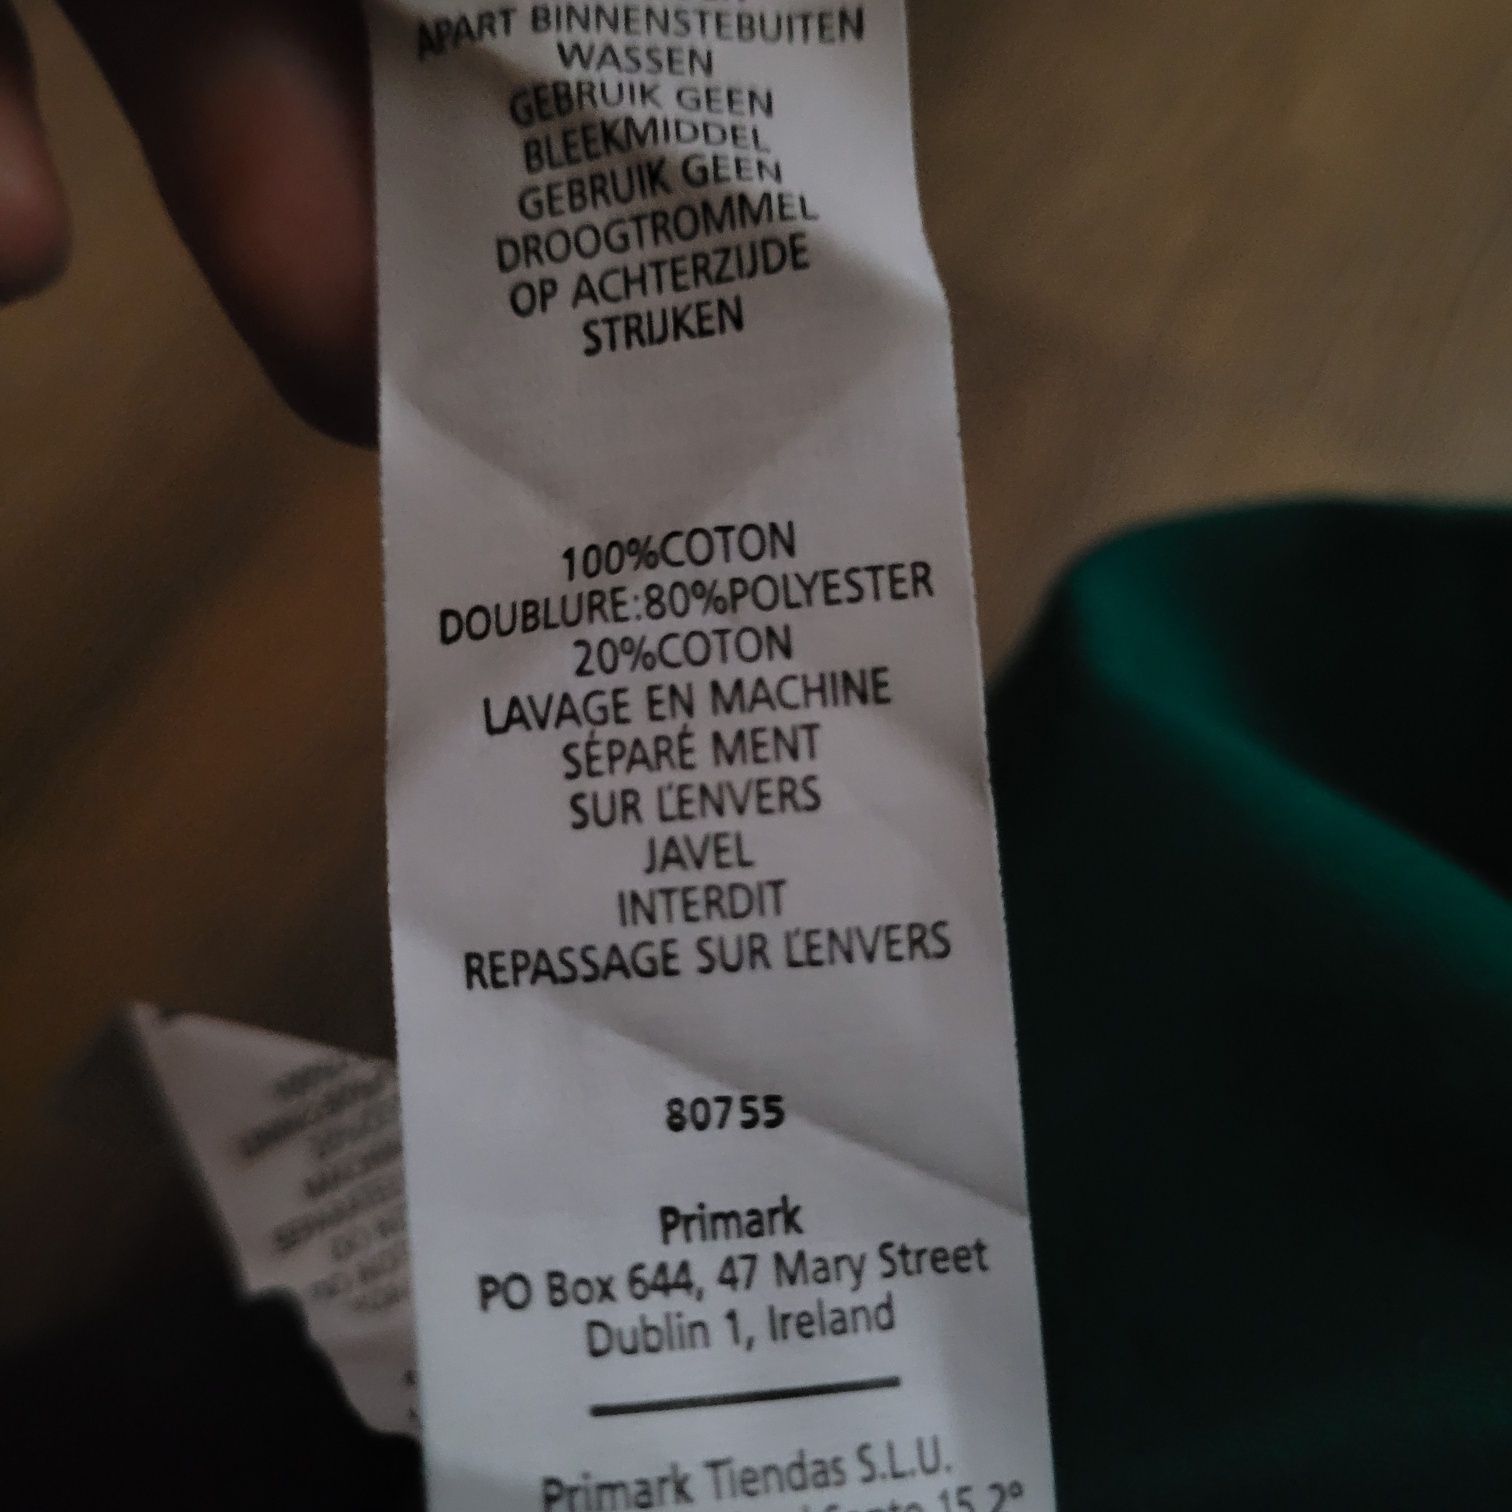 APART BINNENSTEBUITEN
WASSEN
GEBRUIK GEEN
BLEEKMIDDEL
GEBRUIK GEEN
DROOGTROMMEL
OP ACHTERZIJDE
STRIJKEN
100%COTON
DOUBLURE:80%POLYESTER
20%COTON
LAVAGE EN MACHINE
SÉPARÉ MENT
SUR L'ENVERS
JAVEL
INTERDIT
REPASSAGE SUR L'ENVERS
80755
Primark
PO Box 644, 47 Mary Street
Dublin 1, Ireland
Primark Tiendas S.L.U.
15 2º